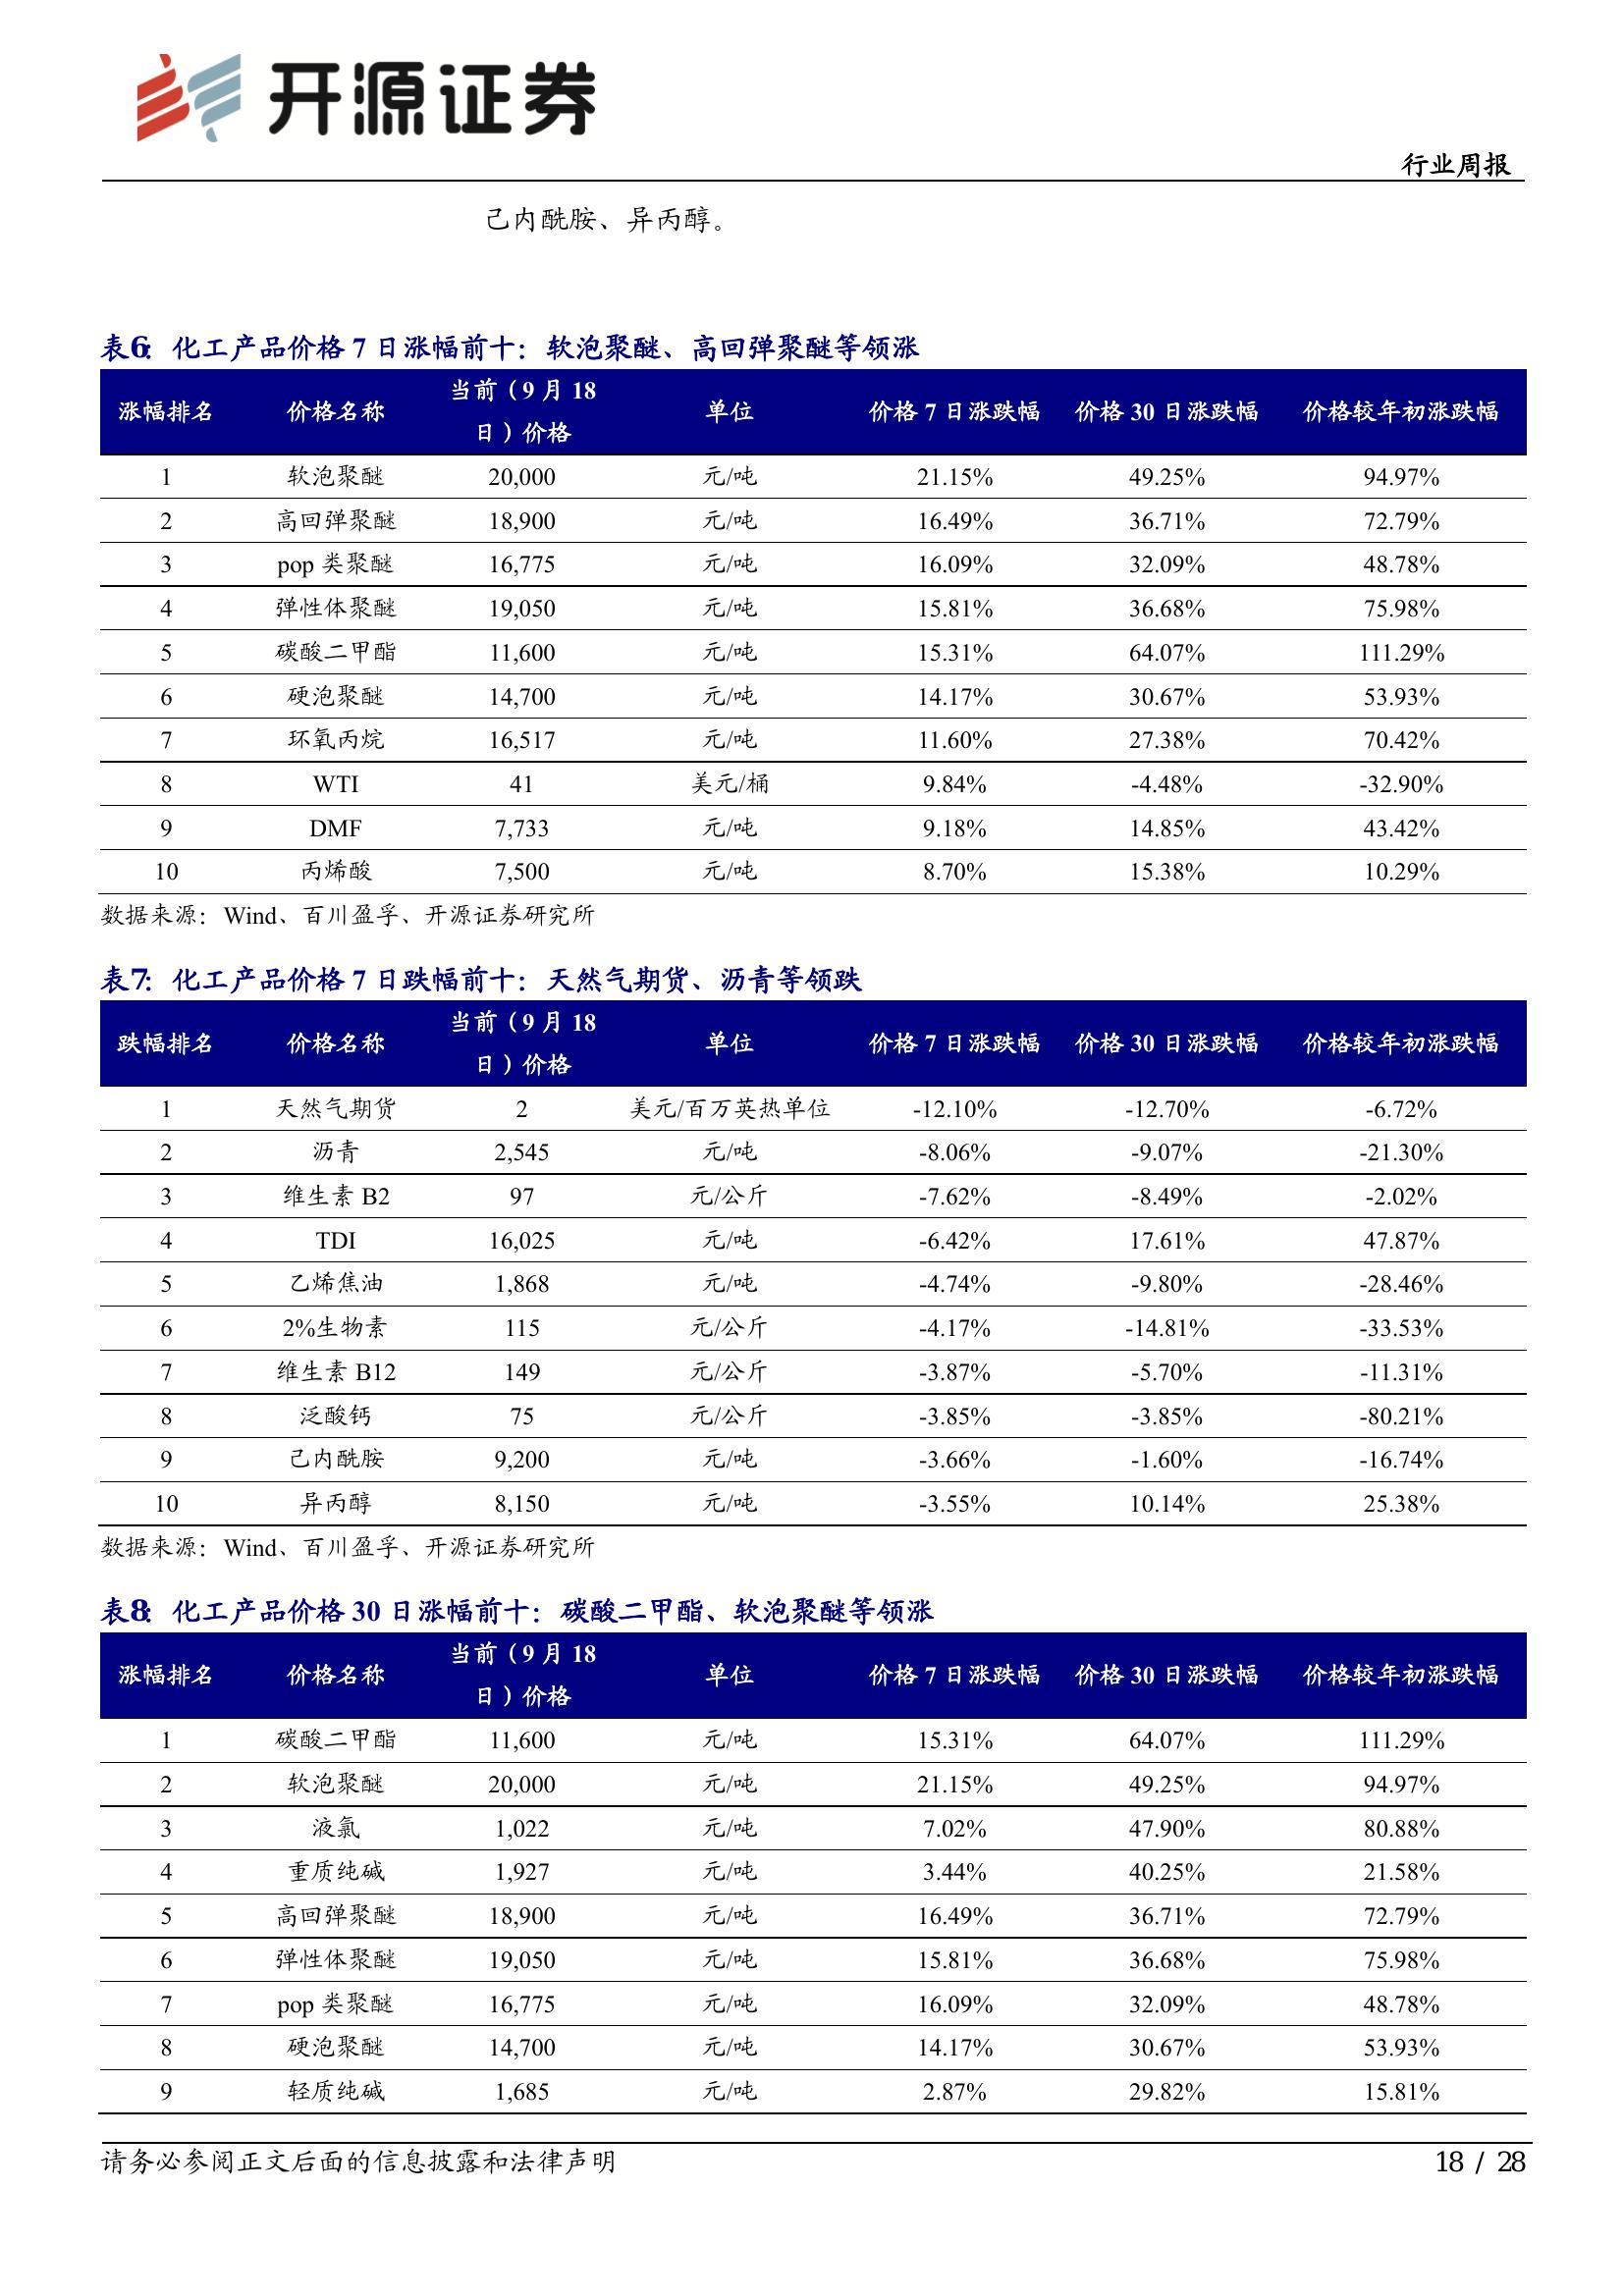 开源证券
行业周报
己内酰胺、异丙醇。
表6：化工产品价格 7 日涨幅前十：软泡聚醚、高回弹聚醚等领涨
涨幅排名 价格名称 当前（9 月 18 日）价格 单位 价格 7 日涨跌幅 价格 30 日涨跌幅 价格较年初涨跌幅
1 软泡聚醚 20,000 元/吨 21.15% 49.25% 94.97%
2 高回弹聚醚 18,900 元/吨 16.49% 36.71% 72.79%
3 pop 类聚醚 16,775 元/吨 16.09% 32.09% 48.78%
4 弹性体聚醚 19,050 元/吨 15.81% 36.68% 75.98%
5 碳酸二甲酯 11,600 元/吨 15.31% 64.07% 111.29%
6 硬泡聚醚 14,700 元/吨 14.17% 30.67% 53.93%
7 环氧丙烷 16,517 元/吨 11.60% 27.38% 70.42%
8 WTI 41 美元/桶 9.84% -4.48% -32.90%
9 DMF 7,733 元/吨 9.18% 14.85% 43.42%
10 丙烯酸 7,500 元/吨 8.70% 15.38% 10.29%
数据来源：Wind、百川盈孚、开源证券研究所
表7：化工产品价格 7 日跌幅前十：天然气期货、沥青等领跌
跌幅排名 价格名称 当前（9 月 18 日）价格 单位 价格 7 日涨跌幅 价格 30 日涨跌幅 价格较年初涨跌幅
1 天然气期货 2 美元/百万英热单位 -12.10% -12.70% -6.72%
2 沥青 2,545 元/吨 -8.06% -9.07% -21.30%
3 维生素 B2 97 元/公斤 -7.62% -8.49% -2.02%
4 TDI 16,025 元/吨 -6.42% 17.61% 47.87%
5 乙烯焦油 1,868 元/吨 -4.74% -9.80% -28.46%
6 2%生物素 115 元/公斤 -4.17% -14.81% -33.53%
7 维生素 B12 149 元/公斤 -3.87% -5.70% -11.31%
8 泛酸钙 75 元/公斤 -3.85% -3.85% -80.21%
9 己内酰胺 9,200 元/吨 -3.66% -1.60% -16.74%
10 异丙醇 8,150 元/吨 -3.55% 10.14% 25.38%
数据来源：Wind、百川盈孚、开源证券研究所
表8：化工产品价格 30 日涨幅前十：碳酸二甲酯、软泡聚醚等领涨
涨幅排名 价格名称 当前（9 月 18 日）价格 单位 价格 7 日涨跌幅 价格 30 日涨跌幅 价格较年初涨跌幅
1 碳酸二甲酯 11,600 元/吨 15.31% 64.07% 111.29%
2 软泡聚醚 20,000 元/吨 21.15% 49.25% 94.97%
3 液氯 1,022 元/吨 7.02% 47.90% 80.88%
4 重质纯碱 1,927 元/吨 3.44% 40.25% 21.58%
5 高回弹聚醚 18,900 元/吨 16.49% 36.71% 72.79%
6 弹性体聚醚 19,050 元/吨 15.81% 36.68% 75.98%
7 pop 类聚醚 16,775 元/吨 16.09% 32.09% 48.78%
8 硬泡聚醚 14,700 元/吨 14.17% 30.67% 53.93%
9 轻质纯碱 1,685 元/吨 2.87% 29.82% 15.81%
请务必参阅正文后面的信息披露和法律声明 18 / 28